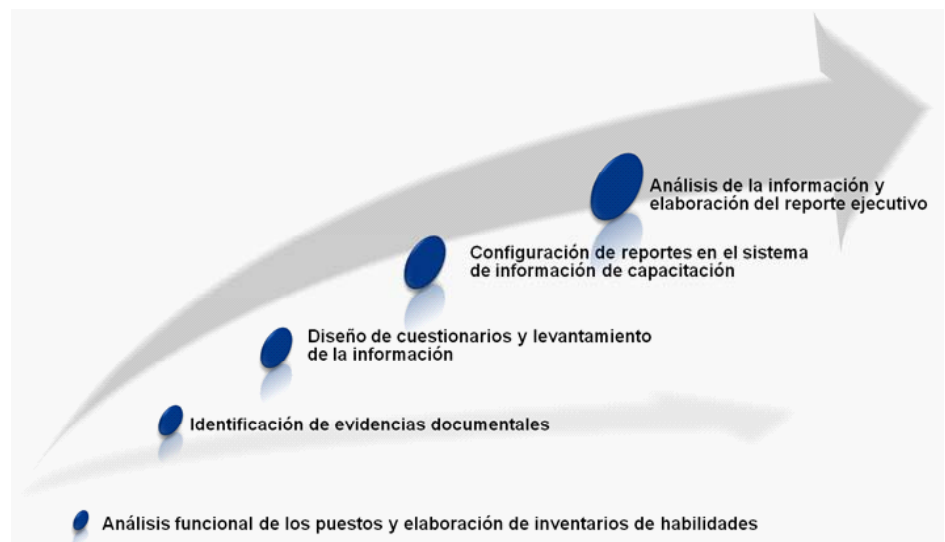 Análisis de la información y
elaboración del reporte ejecutivo
Configuración de reportes en el sistema
de información de capacitación
Diseño de cuestionarios y levantamiento
de la información
Identificación de evidencias documentales
Análisis funcional de los puestos y elaboración de inventarios de habilidades